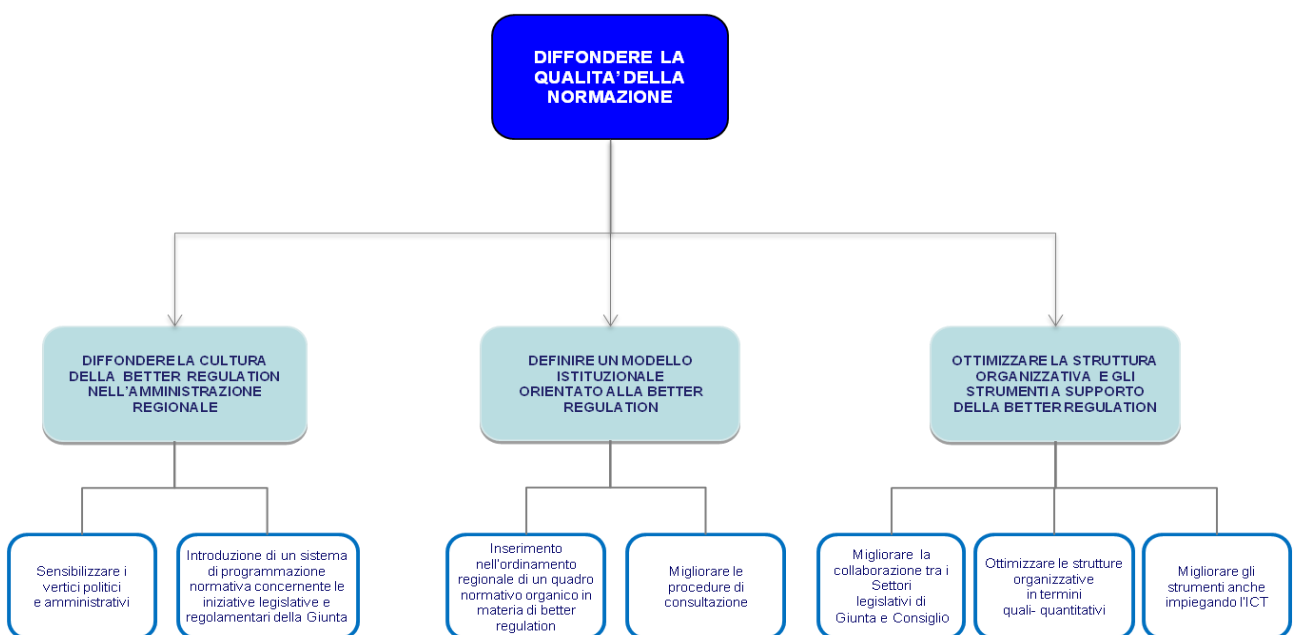 DIFFONDERE LA
QUALITA' DELLA
NORMAZIONE
DIFFONDERE LA CULTURA
DELLA BETTER REGULATION
NELL'AMMINISTRAZIONE
REGIONALE
DEFINIRE UN MODELLO
ISTITUZIONALE
ORIENTATO ALLA BETTER
REGULATION
OTTIMIZZARE LA STRUTTURA
ORGANIZZATIVA E GLI
STRUMENTI A SUPPORTO
DELLA BETTER REGULATION
Sensibilizzare i
vertici politici
e amministrativi
Introduzione di un sistema
di programmazione
normativa concernente le
iniziative legislative e
regolamentari della Giunta
Inserimento
nell'ordinamento
regionale di un quadro
normativo organico in
materia di better
regulation
Migliorare le
procedure di
consultazione
Migliorare la
collaborazione tra i
Settori
legislativi di
Giunta e Consiglio
Ottimizzare le strutture
organizzative
in termini
quali- quantitativi
Migliorare gli
strumenti anche
impiegando l'ICT